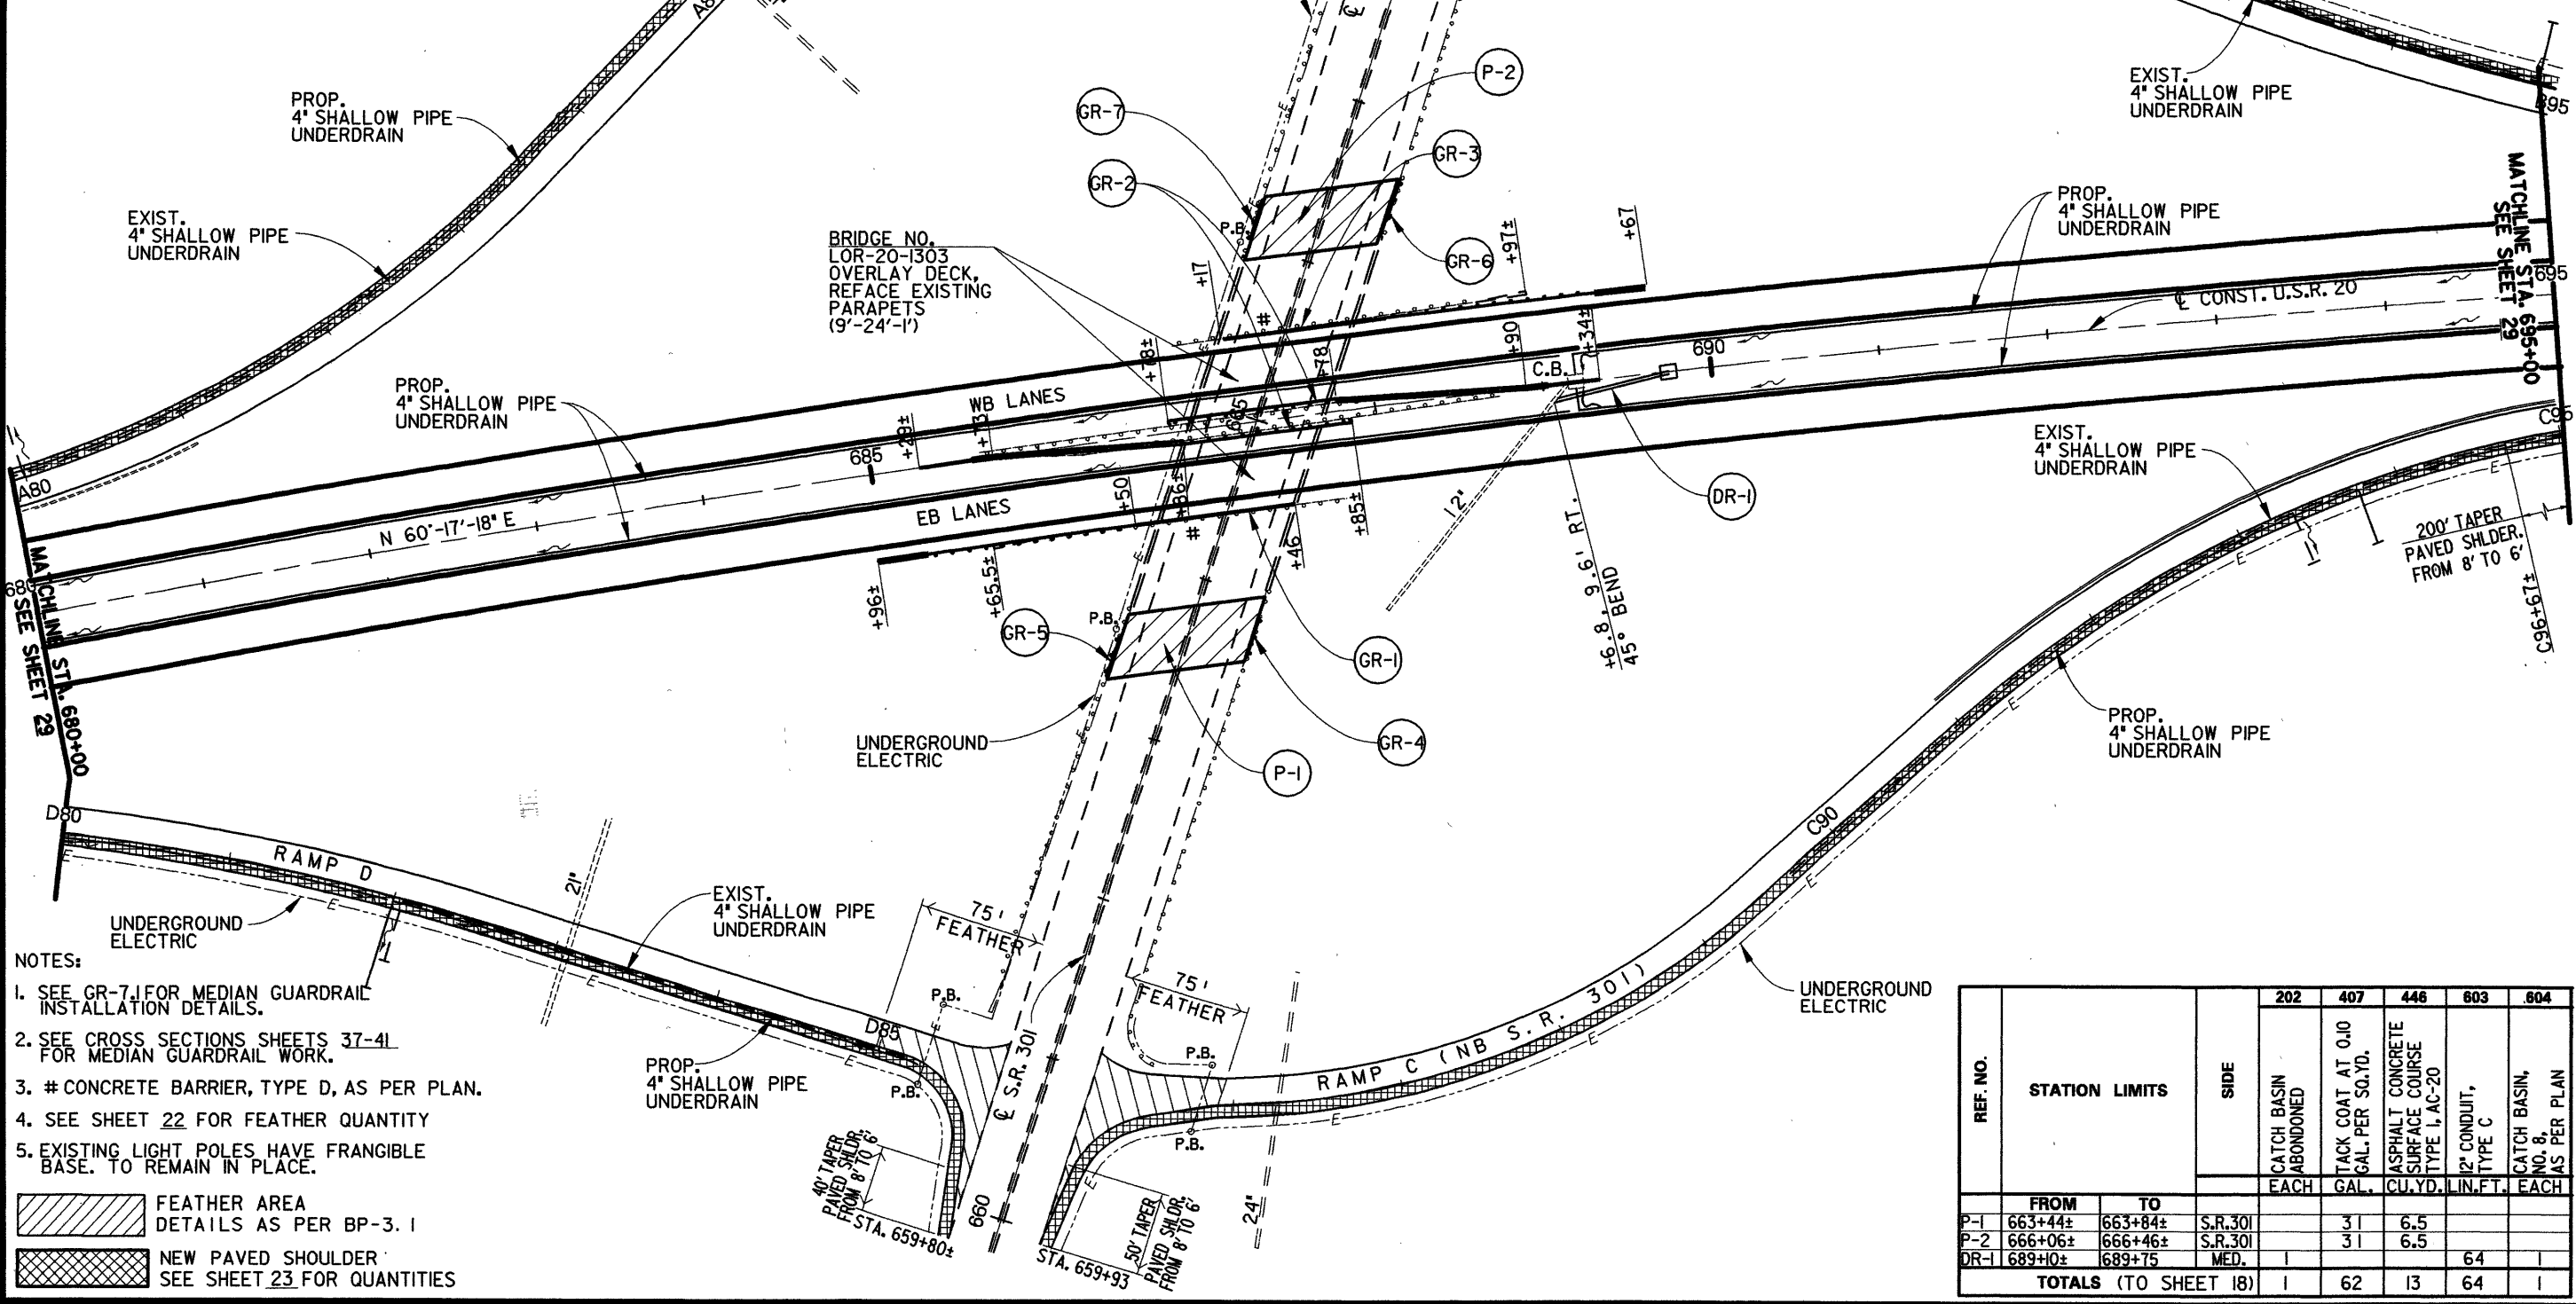 PROP.
4" SHALLOW PIPE
UNDERDRAIN
EXIST.
4" SHALLOW PIPE
UNDERDRAIN
GR-7
GR-2
P-2
GR-3
GR-6
P.B.
EXIST.
4" SHALLOW PIPE
UNDERDRAIN
B95
PROP.
4" SHALLOW PIPE
UNDERDRAIN
MATCHLINE STA. 695+00
SEE SHEET 29
695
BRIDGE NO.
LOR-20-1303
OVERLAY DECK,
REFACE EXISTING
PARAPETS
(9'-24'-1')
+17
#
+97±
+67
℄ CONST. U.S.R. 20
+78±
+78
+90
+34±
C.B.
690
PROP.
4" SHALLOW PIPE
UNDERDRAIN
WB LANES
+29±
+73
665
685
A80
N 60°-17'-18" E
EB LANES
+50
+86±
#
+46
+85±
+96±
+65.5±
680
MATCHLINE STA. 680+00
SEE SHEET 29
12"
DR-1
+6.8, 9.6' RT.
45° BEND
EXIST.
4" SHALLOW PIPE
UNDERDRAIN
C95
200' TAPER
PAVED SHLDER.
FROM 8' TO 6'
C96+67±
P.B.
GR-5
GR-1
GR-4
P-1
UNDERGROUND
ELECTRIC
PROP.
4" SHALLOW PIPE
UNDERDRAIN
D80
RAMP D
21"
EXIST.
4" SHALLOW PIPE
UNDERDRAIN
UNDERGROUND
ELECTRIC
75'
FEATHER
75'
FEATHER
C90
UNDERGROUND
ELECTRIC
P.B.
D85
P.B.
℄ S.R. 301
P.B.
P.B.
RAMP C (NB S.R. 301)
PROP.
4" SHALLOW PIPE
UNDERDRAIN
40' TAPER
PAVED SHLDR.
FROM 8' TO 6'
STA. 659+80±
660
STA. 659+93
50' TAPER
PAVED SHLDR.
FROM 8' TO 6'
24"
NOTES:
1. SEE GR-7.1 FOR MEDIAN GUARDRAIL
INSTALLATION DETAILS.
2. SEE CROSS SECTIONS SHEETS 37-41
FOR MEDIAN GUARDRAIL WORK.
3. # CONCRETE BARRIER, TYPE D, AS PER PLAN.
4. SEE SHEET 22 FOR FEATHER QUANTITY
5. EXISTING LIGHT POLES HAVE FRANGIBLE
BASE. TO REMAIN IN PLACE.
FEATHER AREA
DETAILS AS PER BP-3.1
NEW PAVED SHOULDER
SEE SHEET 23 FOR QUANTITIES
202 407 446 603 604
REF. NO.
STATION LIMITS
SIDE
CATCH BASIN
ABONDONED
TACK COAT AT 0.10
GAL. PER SQ.YD.
ASPHALT CONCRETE
SURFACE COURSE
TYPE 1, AC-20
12" CONDUIT,
TYPE C
CATCH BASIN,
NO. 8,
AS PER PLAN
EACH GAL. CU.YD. LIN.FT. EACH
FROM TO
P-1 663+44± 663+84± S.R.301 31 6.5
P-2 666+06± 666+46± S.R.301 31 6.5
DR-1 689+10± 689+75 MED. 1 64 1
TOTALS (TO SHEET 18) 1 62 13 64 1